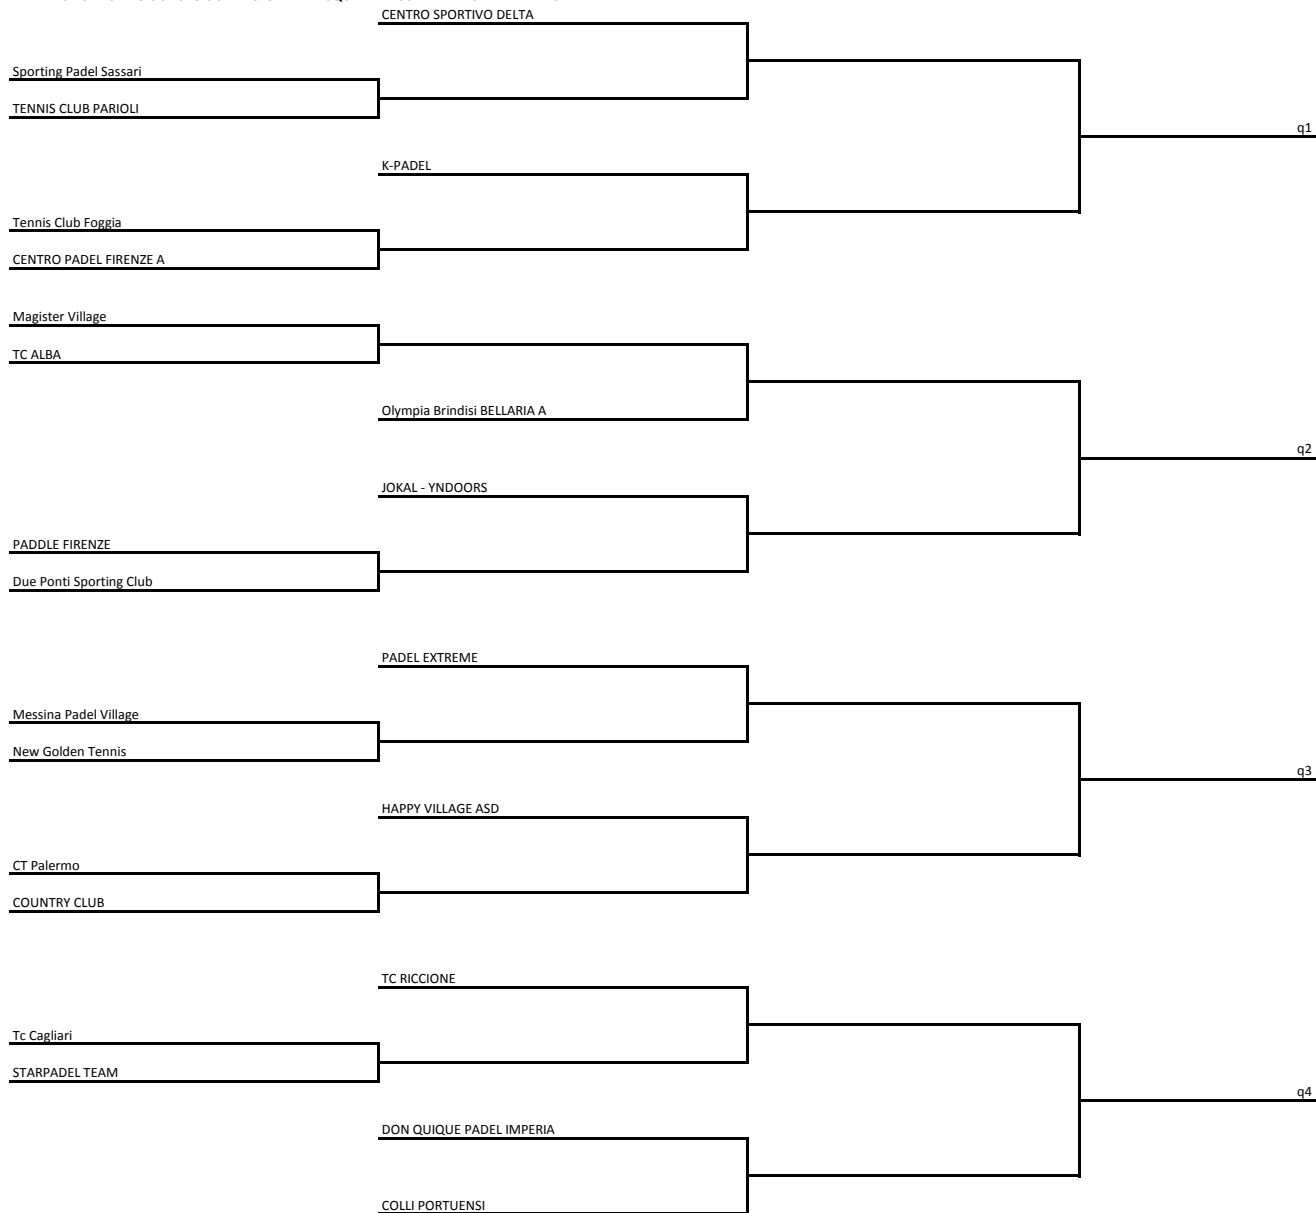 CENTRO SPORTIVO DELTA
Sporting Padel Sassari
TENNIS CLUB PARIOLI
q1
K-PADEL
Tennis Club Foggia
CENTRO PADEL FIRENZE A
Magister Village
TC ALBA
Olympia Brindisi BELLARIA A
q2
JOKAL - YNDOORS
PADDLE FIRENZE
Due Ponti Sporting Club
PADEL EXTREME
Messina Padel Village
New Golden Tennis
q3
HAPPY VILLAGE ASD
CT Palermo
COUNTRY CLUB
TC RICCIONE
Tc Cagliari
STARPADEL TEAM
q4
DON QUIQUE PADEL IMPERIA
COLLI PORTUENSI